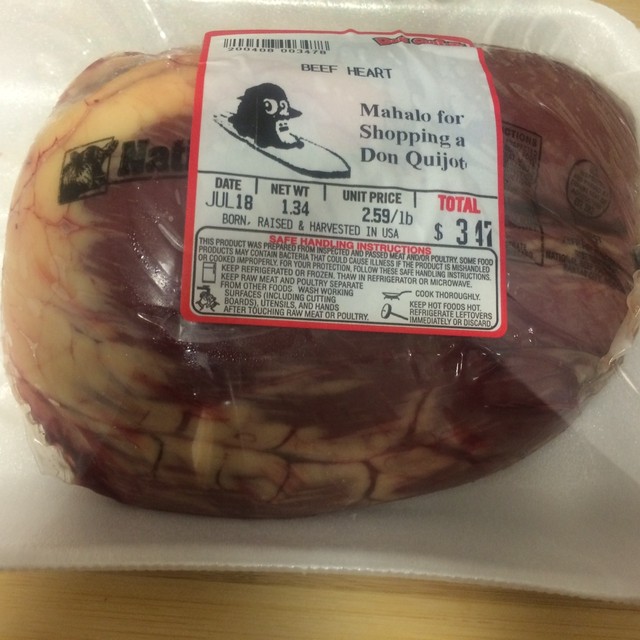 200400 003470
BEEF HEART
Mahalo for
Shopping a
Don Quijot
Nat
DATE NET WT UNIT PRICE TOTAL
JUL18 1.34 2.59/lb $ 3 47
BORN, RAISED & HARVESTED IN USA
SAFE HANDLING INSTRUCTIONS
THIS PRODUCT WAS PREPARED FROM INSPECTED AND PASSED MEAT AND/OR POULTRY. SOME FOOD
PRODUCTS MAY CONTAIN BACTERIA THAT COULD CAUSE ILLNESS IF THE PRODUCT IS MISHANDLED
OR COOKED IMPROPERLY. FOR YOUR PROTECTION, FOLLOW THESE SAFE HANDLING INSTRUCTIONS.
KEEP REFRIGERATED OR FROZEN. THAW IN REFRIGERATOR OR MICROWAVE.
KEEP RAW MEAT AND POULTRY SEPARATE
FROM OTHER FOODS WASH WORKING
SURFACES (INCLUDING CUTTING
BOARDS), UTENSILS, AND HANDS
AFTER TOUCHING RAW MEAT OR POULTRY.
COOK THOROUGHLY.
KEEP HOT FOODS HOT.
REFRIGERATE LEFTOVERS
IMMEDIATELY OR DISCARD.